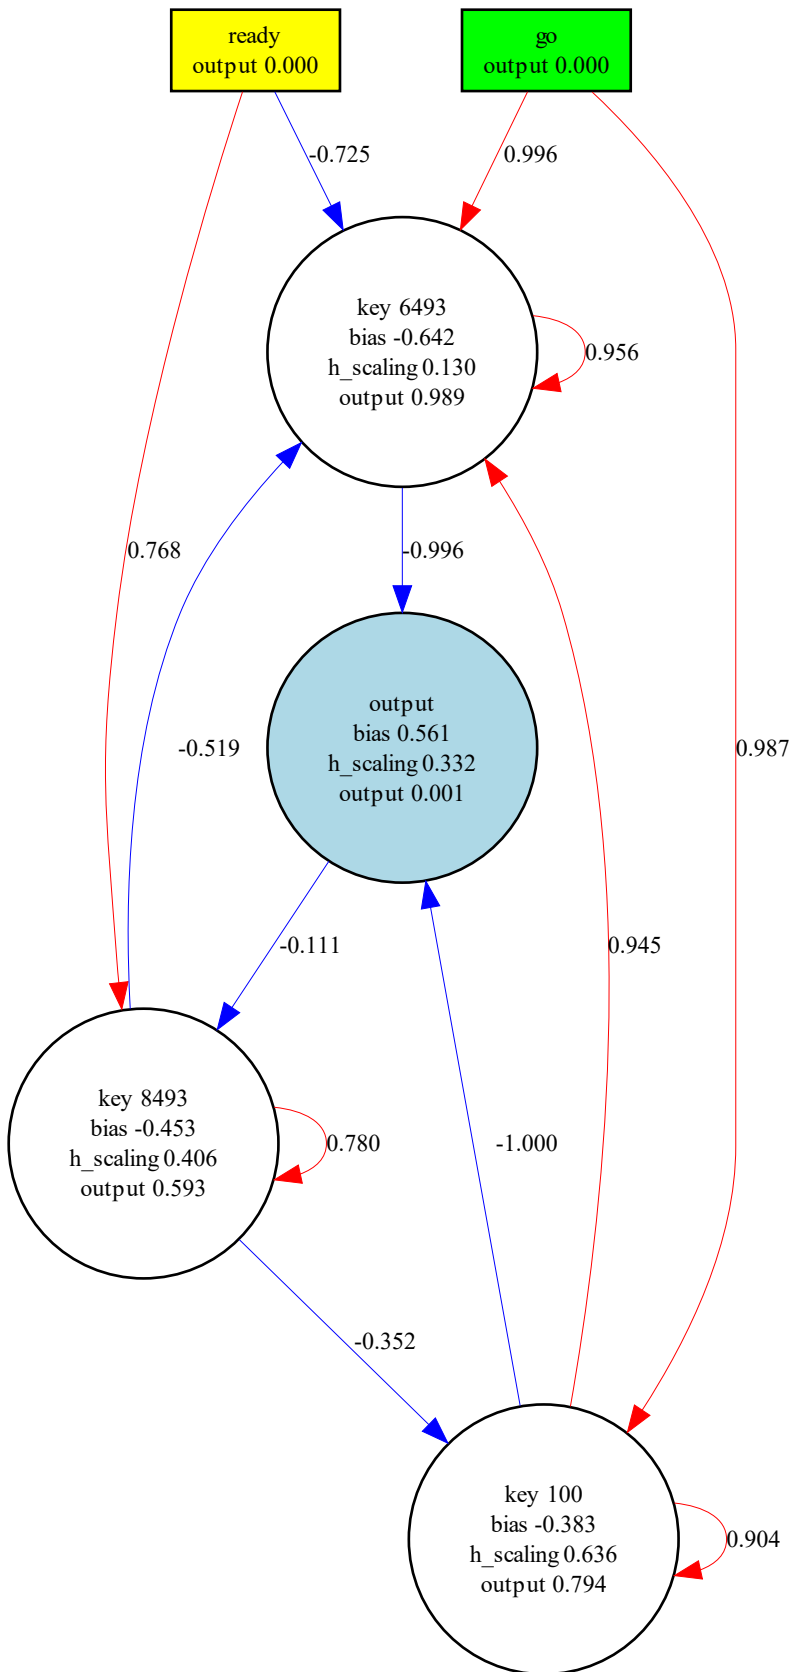 ready
output 0.000
go
output 0.000
-0.725
0.996
key 6493
bias -0.642
h_scaling 0.130
output 0.989
0.956
0.768
-0.996
output
bias 0.561
h_scaling 0.332
output 0.001
-0.519
0.987
-0.111
0.945
key 8493
bias -0.453
h_scaling 0.406
output 0.593
0.780
-1.000
-0.352
key 100
bias -0.383
h_scaling 0.636
output 0.794
0.904